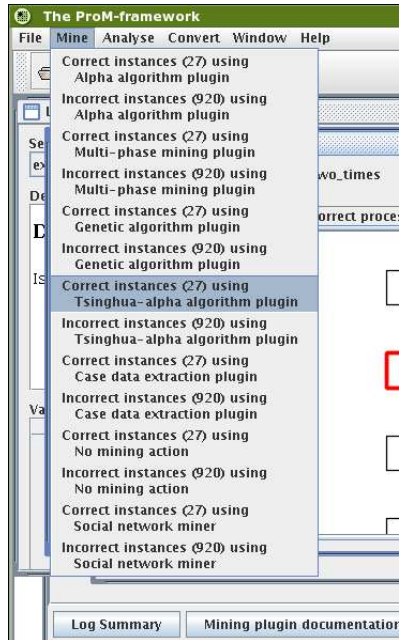 The ProM-framework
File Mine Analyse Convert Window Help
Correct instances (27) using
Alpha algorithm plugin
Incorrect instances (920) using
Alpha algorithm plugin
Correct instances (27) using
Multi-phase mining plugin
Incorrect instances (920) using
Multi-phase mining plugin
Correct instances (27) using
Genetic algorithm plugin
Incorrect instances (920) using
Genetic algorithm plugin
Correct instances (27) using
Tsinghua-alpha algorithm plugin
Incorrect instances (920) using
Tsinghua-alpha algorithm plugin
Correct instances (27) using
Case data extraction plugin
Incorrect instances (920) using
Case data extraction plugin
Correct instances (27) using
No mining action
Incorrect instances (920) using
No mining action
Correct instances (27) using
Social network miner
Incorrect instances (920) using
Social network miner
Se
ex
De
D
Is
Va
wo_times
orrect proces
Log Summary
Mining plugin documentation